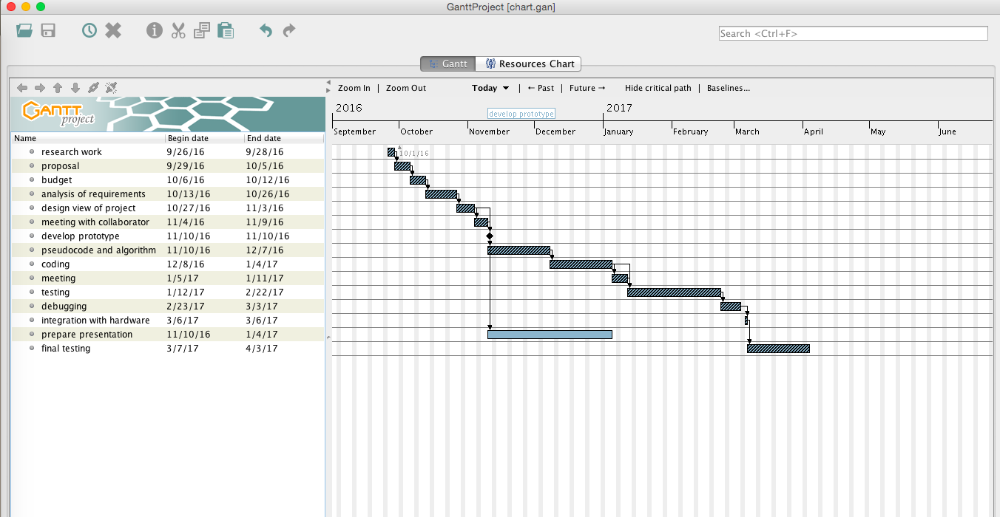 GanttProject [chart.gan]
Search <Ctrl+F>
Gantt Resources Chart
Zoom In | Zoom Out Today | ← Past | Future → Hide critical path | Baselines...
GANTT
project
2016 2017
develop prototype
September October November December January February March April May June
Name Begin date End date
research work 9/26/16 9/28/16
10/1/16
proposal 9/29/16 10/5/16
budget 10/6/16 10/12/16
analysis of requirements 10/13/16 10/26/16
design view of project 10/27/16 11/3/16
meeting with collaborator 11/4/16 11/9/16
develop prototype 11/10/16 11/10/16
pseudocode and algorithm 11/10/16 12/7/16
coding 12/8/16 1/4/17
meeting 1/5/17 1/11/17
testing 1/12/17 2/22/17
debugging 2/23/17 3/3/17
integration with hardware 3/6/17 3/6/17
prepare presentation 11/10/16 1/4/17
final testing 3/7/17 4/3/17